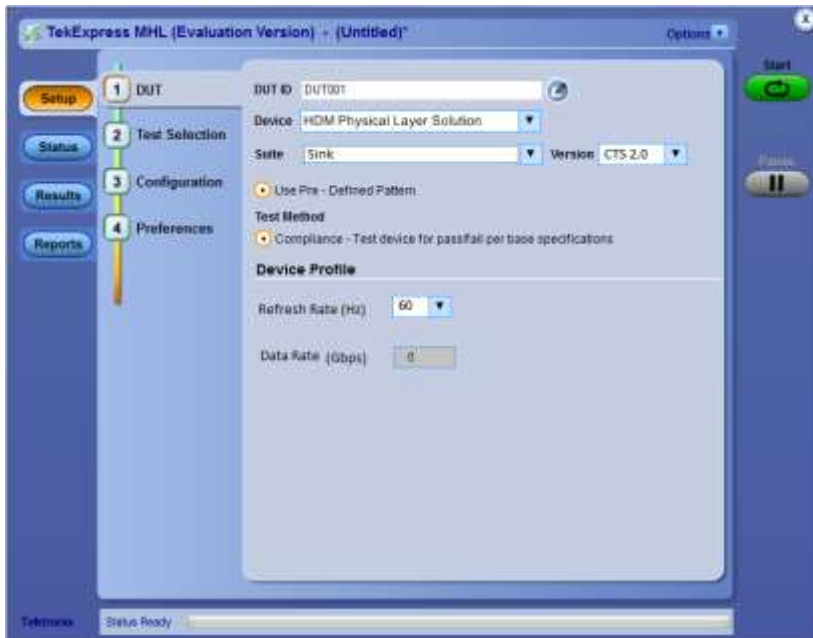 TekExpress MHL (Evaluation Version) - (Untitled)*
Options
x
Setup
Status
Results
Reports
1 DUT
2 Test Selection
3 Configuration
4 Preferences
DUT ID DUT001
Device HDM Physical Layer Solution
Suite Sink Version CTS 2.0
Use Pre - Defined Pattern
Test Method
Compliance - Test device for pass/fail per base specifications
Device Profile
Refresh Rate (Hz) 60
Data Rate (Gbps) 6
Start
Pause
Tektronix
Status Ready